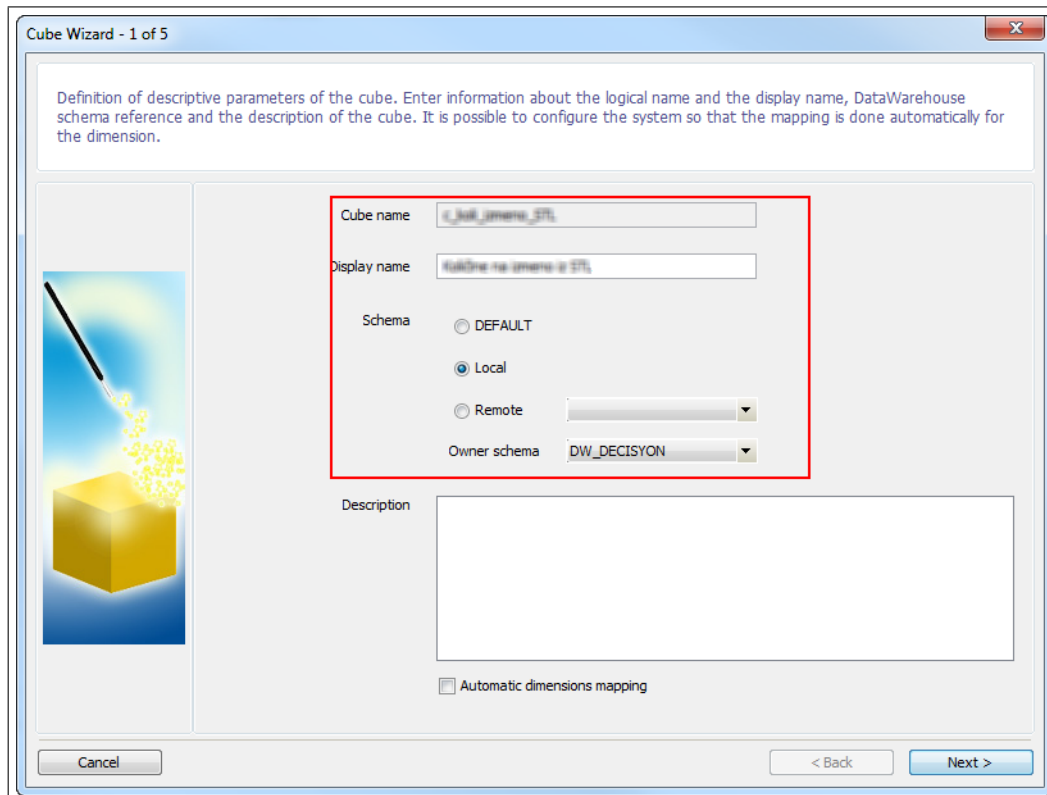 Cube Wizard - 1 of 5
Definition of descriptive parameters of the cube. Enter information about the logical name and the display name, DataWarehouse
schema reference and the description of the cube. It is possible to configure the system so that the mapping is done automatically for
the dimension.
Cube name
Display name
Schema
DEFAULT
Local
Remote
Owner schema DW_DECISYON
Description
Automatic dimensions mapping
Cancel < Back Next >